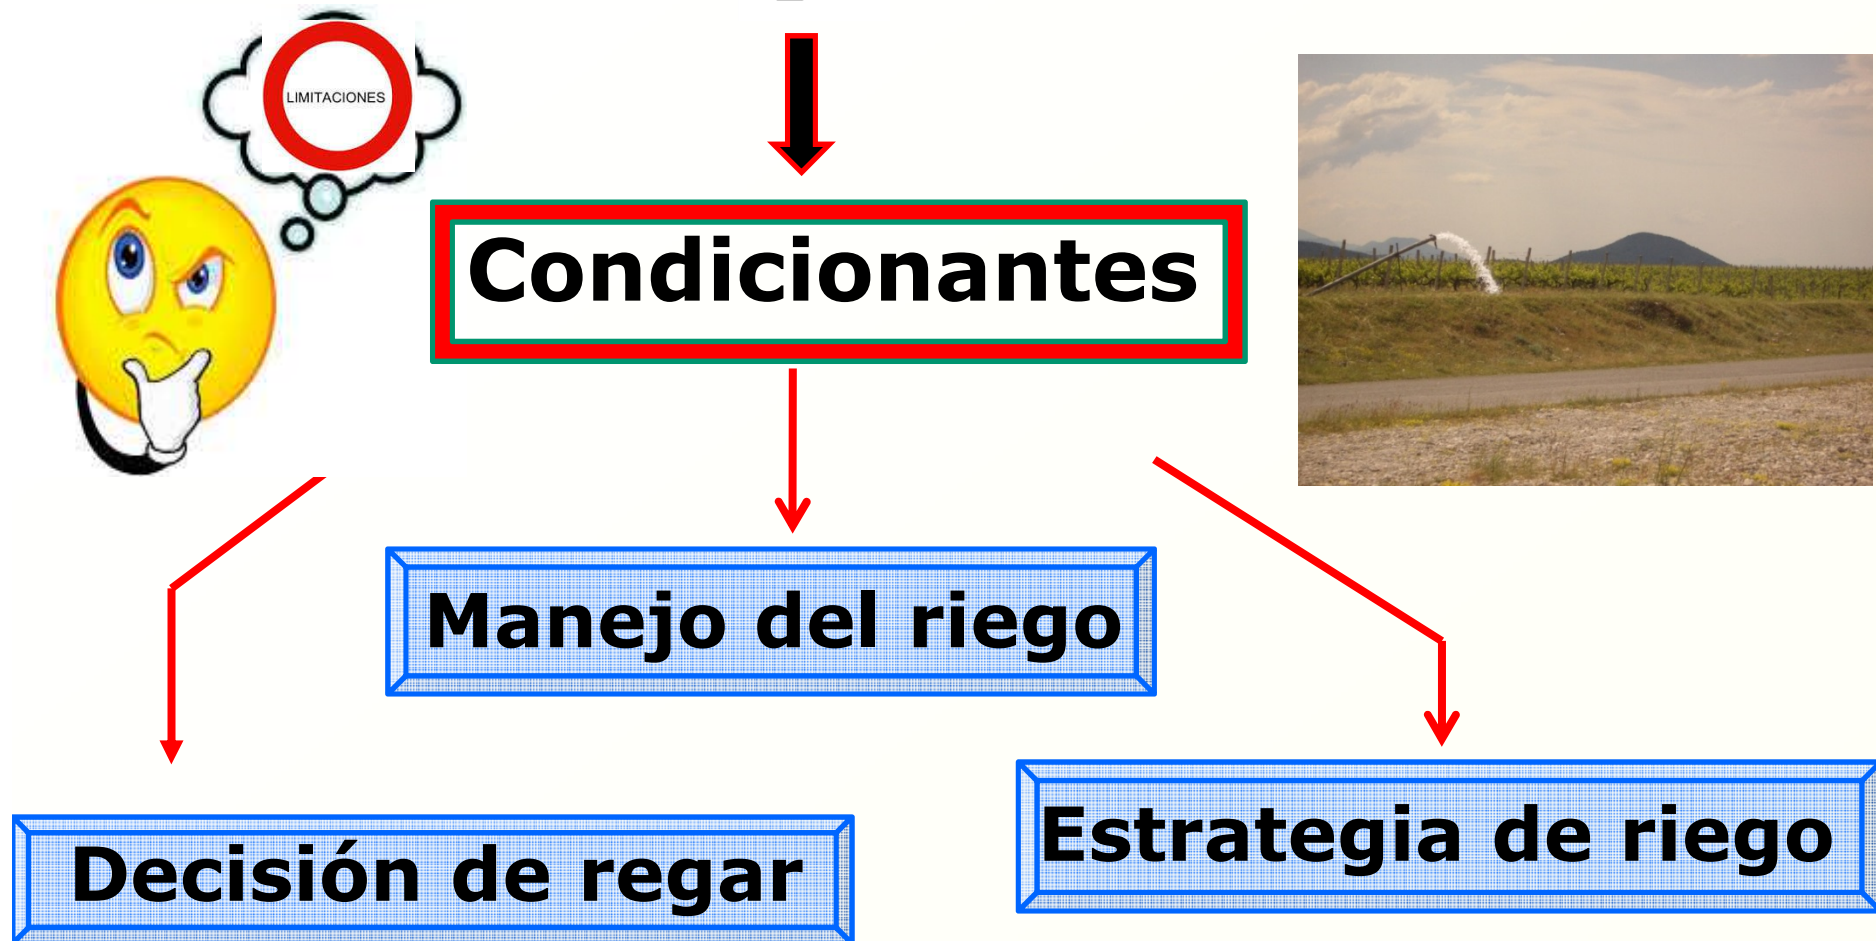 LIMITACIONES
Condicionantes
Manejo del riego
Estrategia de riego
Decisión de regar